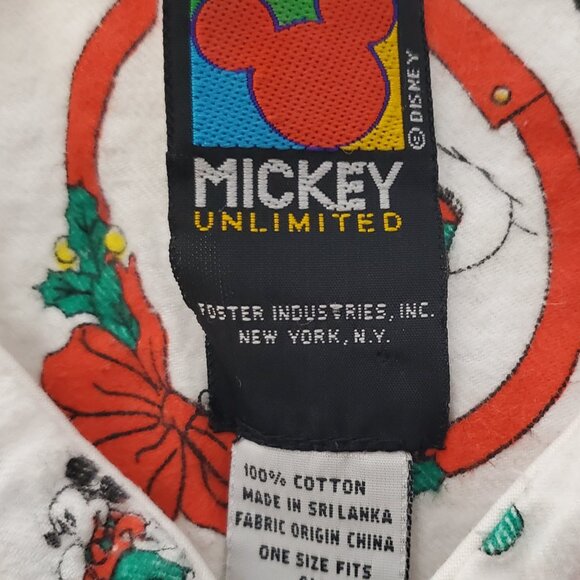 © DISNEY
MICKEY
UNLIMITED
FOSTER INDUSTRIES, INC.
NEW YORK, N.Y.
100% COTTON
MADE IN SRI LANKA
FABRIC ORIGIN CHINA
ONE SIZE FITS